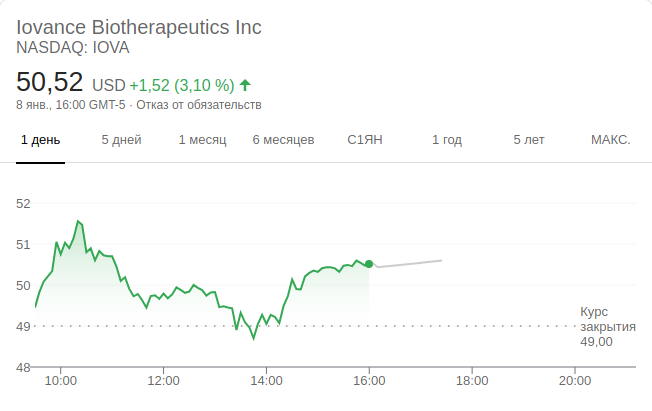 Iovance Biotherapeutics Inc
NASDAQ: IOVA
50,52 USD +1,52 (3,10 %)
8 янв., 16:00 GMT-5 · Отказ от обязательств
1 день 5 дней 1 месяц 6 месяцев С1ЯН 1 год 5 лет МАКС.
52
51
50
Курс
49 закрытия
49,00
48
10:00 12:00 14:00 16:00 18:00 20:00